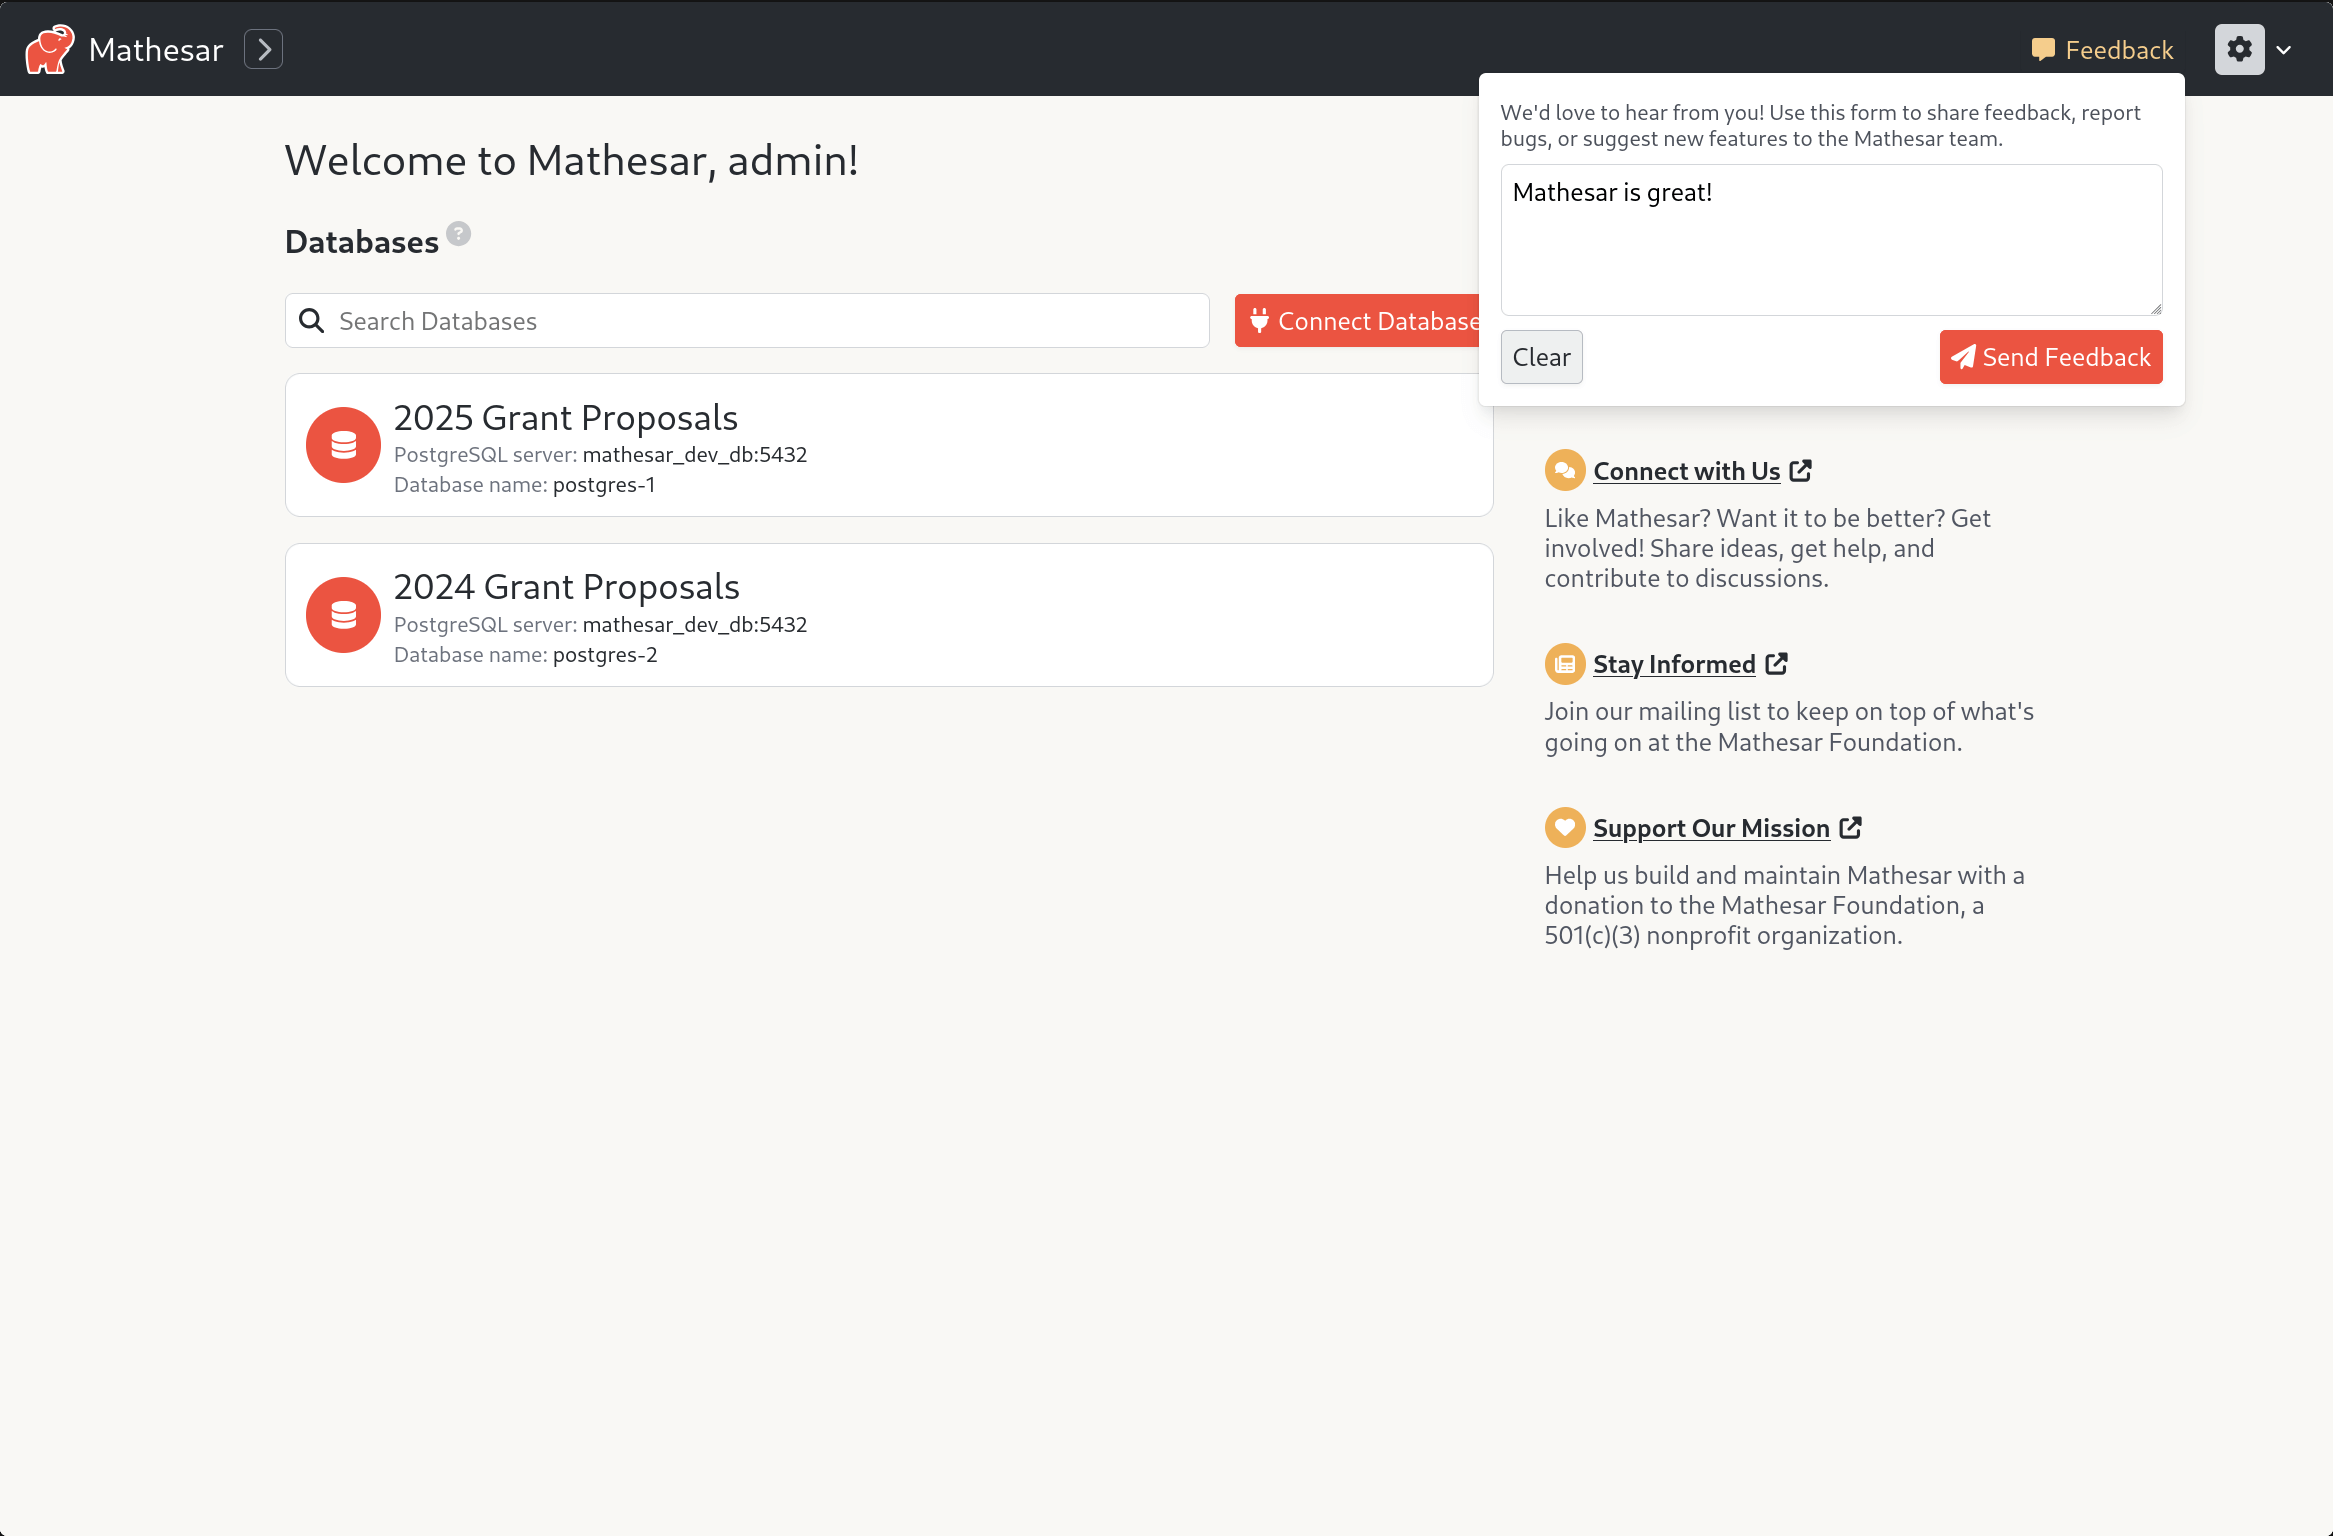 Mathesar
Feedback
We'd love to hear from you! Use this form to share feedback, report
bugs, or suggest new features to the Mathesar team.
Mathesar is great!
Clear
Send Feedback
Welcome to Mathesar, admin!
Databases ?
Search Databases
Connect Database
2025 Grant Proposals
PostgreSQL server: mathesar_dev_db:5432
Database name: postgres-1
2024 Grant Proposals
PostgreSQL server: mathesar_dev_db:5432
Database name: postgres-2
Connect with Us
Like Mathesar? Want it to be better? Get
involved! Share ideas, get help, and
contribute to discussions.
Stay Informed
Join our mailing list to keep on top of what's
going on at the Mathesar Foundation.
Support Our Mission
Help us build and maintain Mathesar with a
donation to the Mathesar Foundation, a
501(c)(3) nonprofit organization.